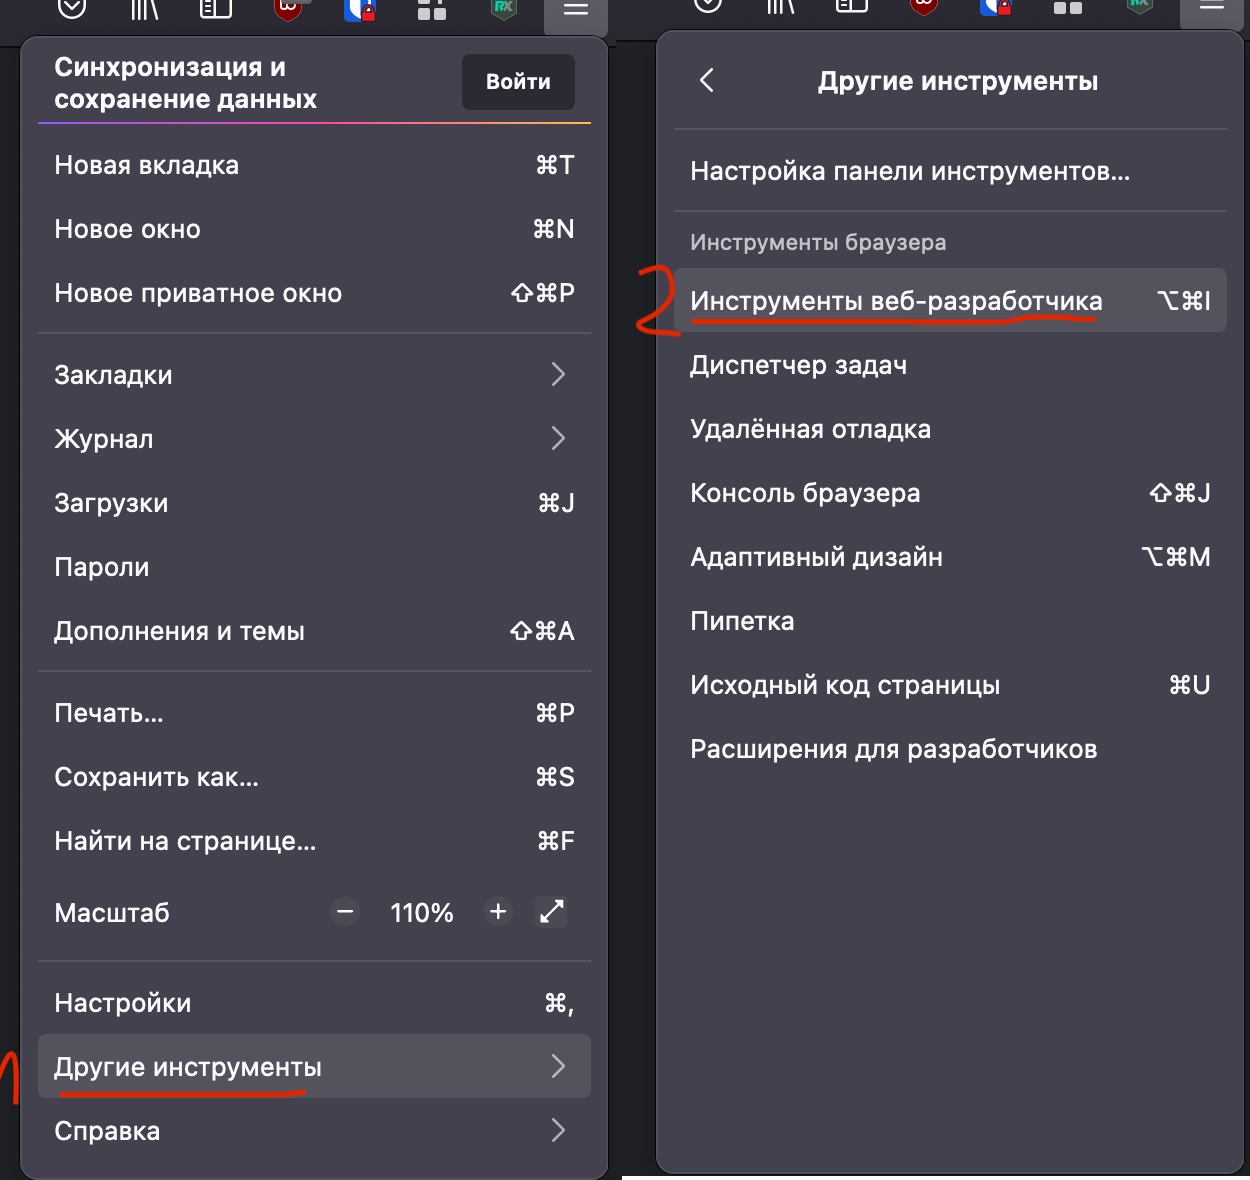 Синхронизация и
сохранение данных
Войти
Новая вкладка ⌘T
Новое окно ⌘N
Новое приватное окно ⇧⌘P
Закладки
Журнал
Загрузки ⌘J
Пароли
Дополнения и темы ⇧⌘A
Печать... ⌘P
Сохранить как... ⌘S
Найти на странице... ⌘F
Масштаб − 110% +
Настройки ⌘,
1
Другие инструменты
Справка
Другие инструменты
Настройка панели инструментов...
Инструменты браузера
2
Инструменты веб-разработчика ⌥⌘I
Диспетчер задач
Удалённая отладка
Консоль браузера ⇧⌘J
Адаптивный дизайн ⌥⌘M
Пипетка
Исходный код страницы ⌘U
Расширения для разработчиков